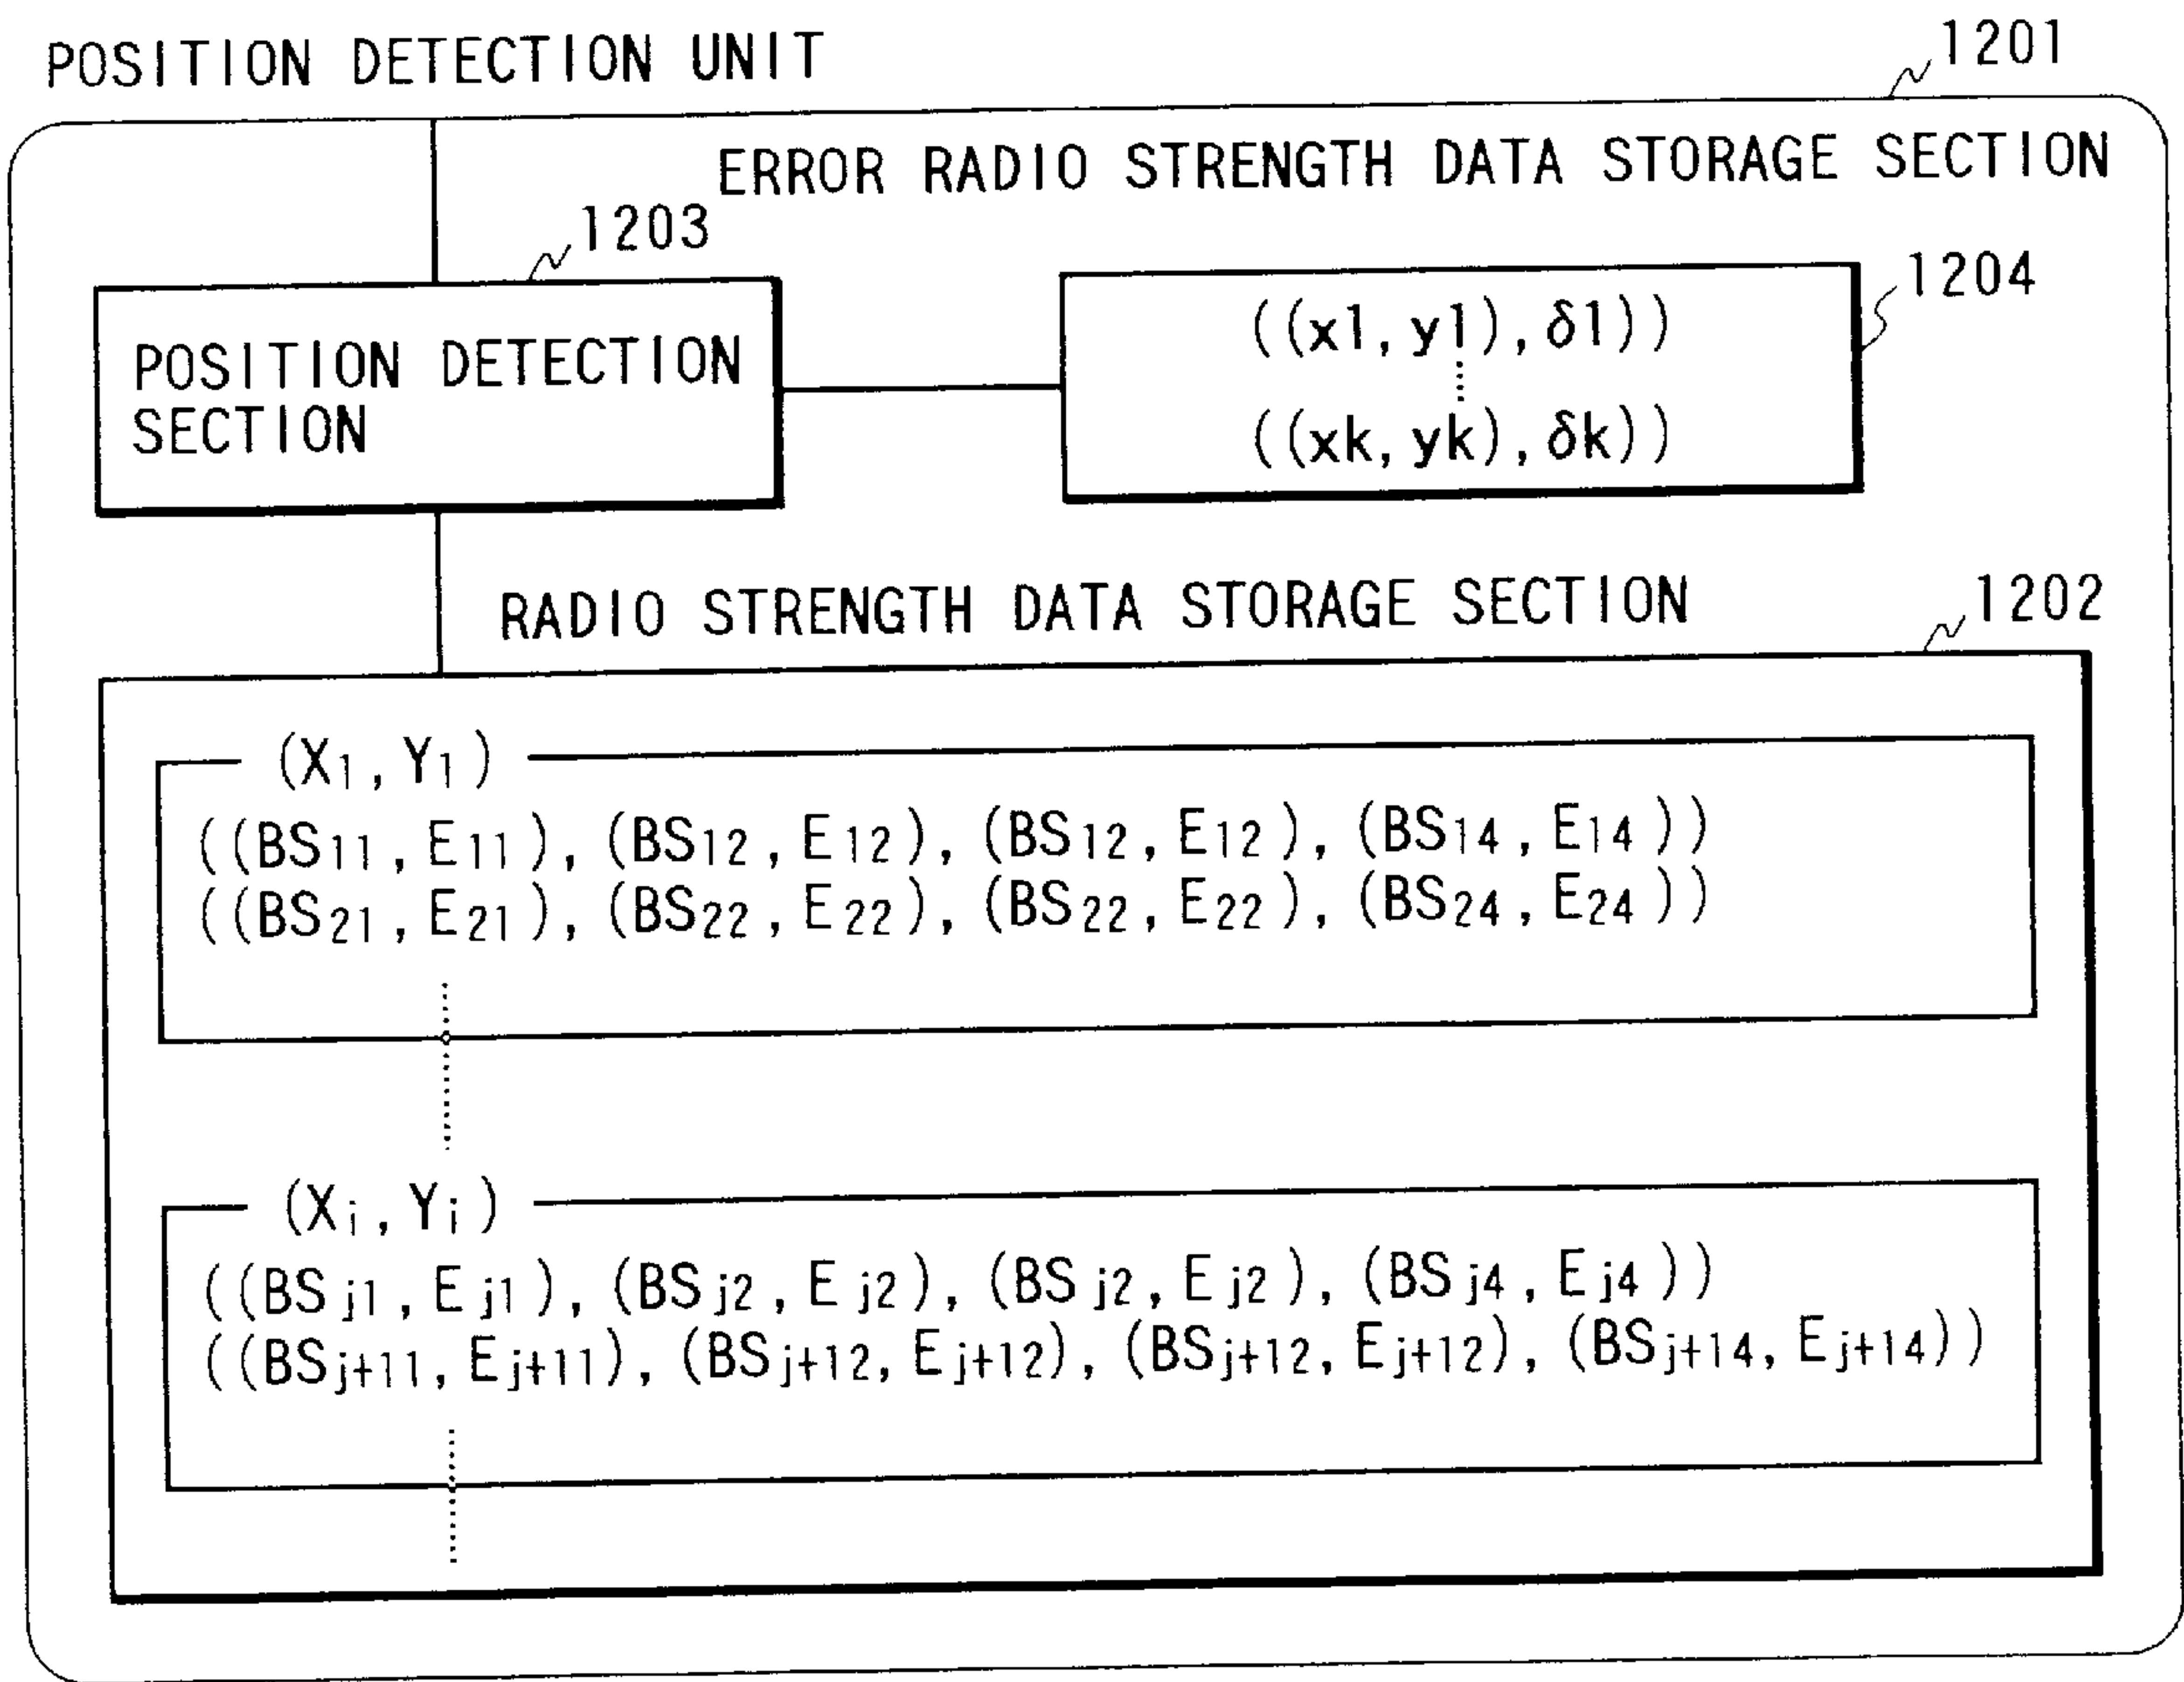 POSITION DETECTION UNIT
1201
ERROR RADIO STRENGTH DATA STORAGE SECTION
1203
1204
POSITION DETECTION
SECTION
((x1, y1), δ1))
((xk, yk), δk))
RADIO STRENGTH DATA STORAGE SECTION
1202
(X1, Y1)
((BS11, E11), (BS12, E12), (BS12, E12), (BS14, E14))
((BS21, E21), (BS22, E22), (BS22, E22), (BS24, E24))
(Xi, Yi)
((BSj1, Ej1), (BSj2, Ej2), (BSj2, Ej2), (BSj4, Ej4))
((BSj+11, Ej+11), (BSj+12, Ej+12), (BSj+12, Ej+12), (BSj+14, Ej+14))